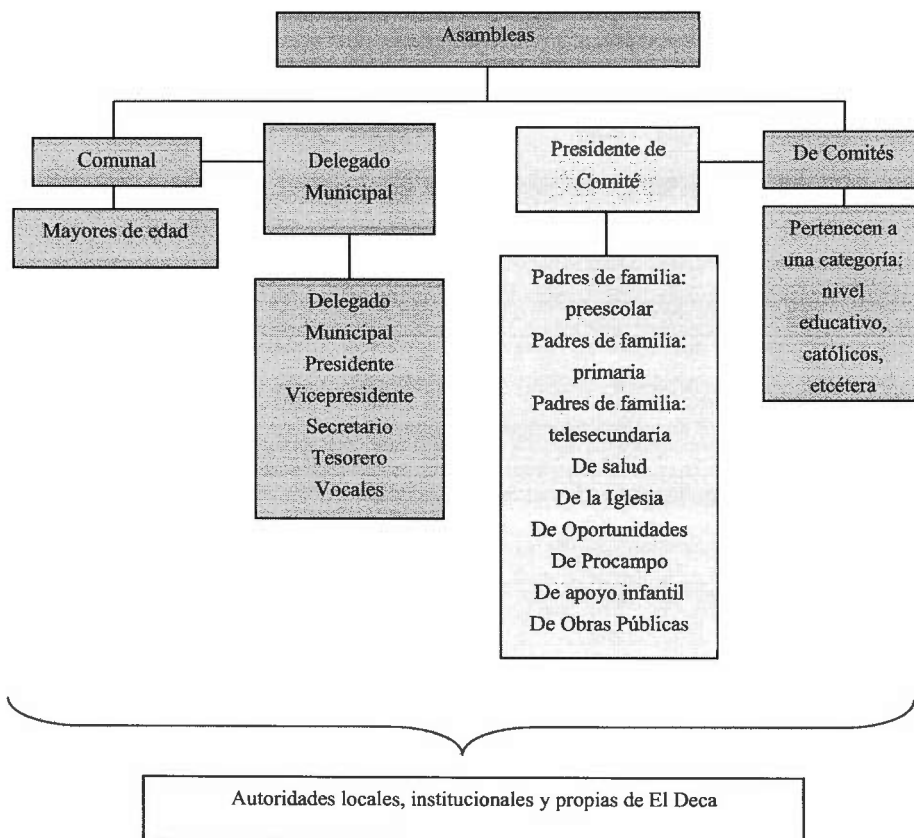 Asambleas
Comunal
Mayores de edad
Delegado
Municipal
Delegado
Municipal
Presidente
Vicepresidente
Secretario
Tesorero
Vocales
Presidente de
Comité
Padres de familia:
preescolar
Padres de familia:
primaria
Padres de familia:
telesecundaria
De salud
De la Iglesia
De Oportunidades
De Procampo
De apoyo infantil
De Obras Públicas
De Comités
Pertenecen a
una categoría:
nivel
educativo,
católicos,
etcétera
Autoridades locales, institucionales y propias de El Deca